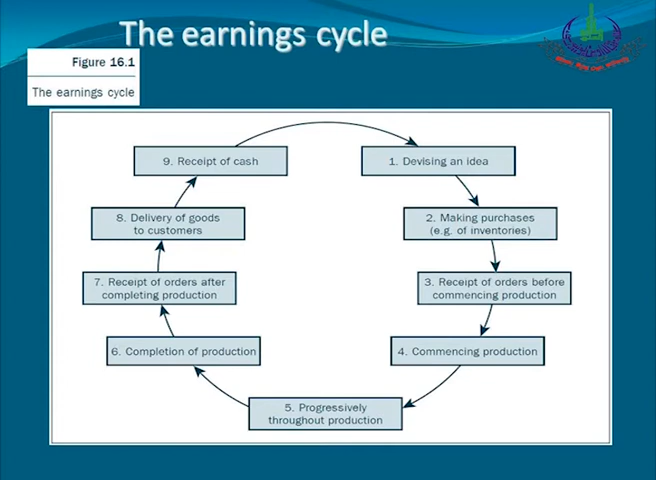 The earnings cycle
Figure 16.1
The earnings cycle
9. Receipt of cash
1. Devising an idea
8. Delivery of goods
to customers
2. Making purchases
(e.g. of inventories)
7. Receipt of orders after
completing production
3. Receipt of orders before
commencing production
6. Completion of production
4. Commencing production
5. Progressively
throughout production